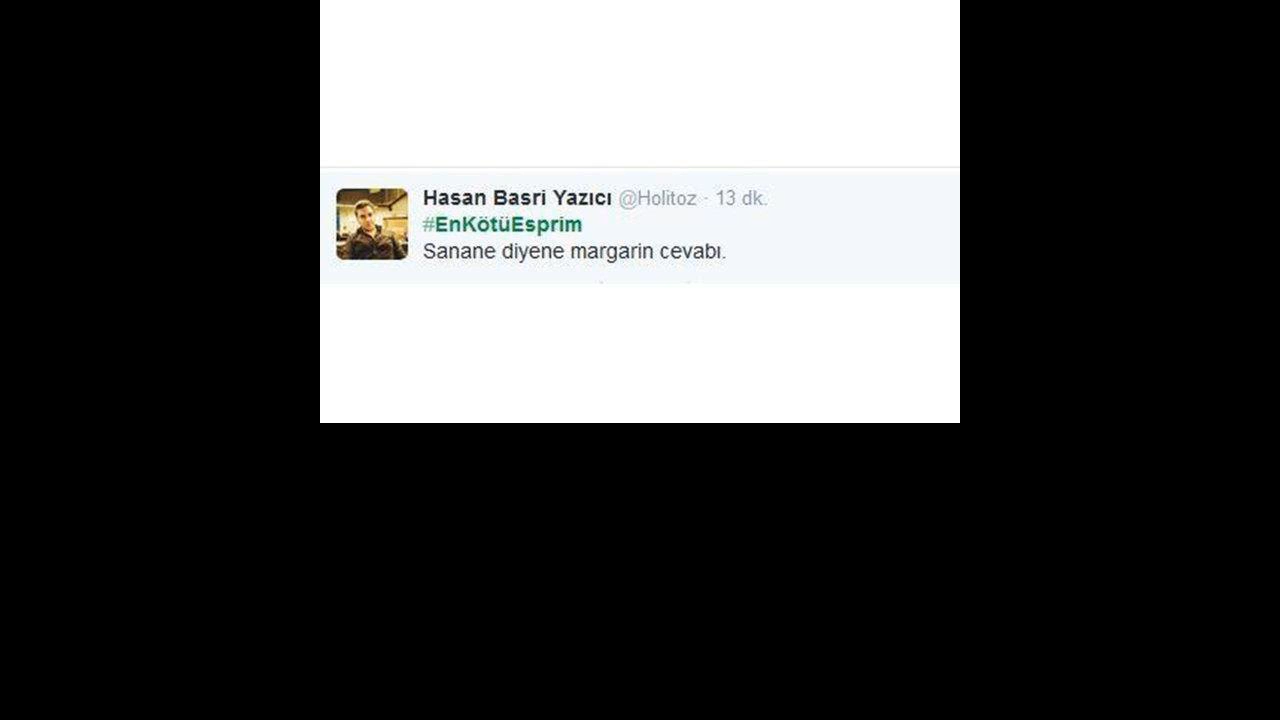 Hasan Basri Yazıcı @Holitoz · 13 dk.
#EnKötüEsprim
Sanane diyene margarin cevabı.